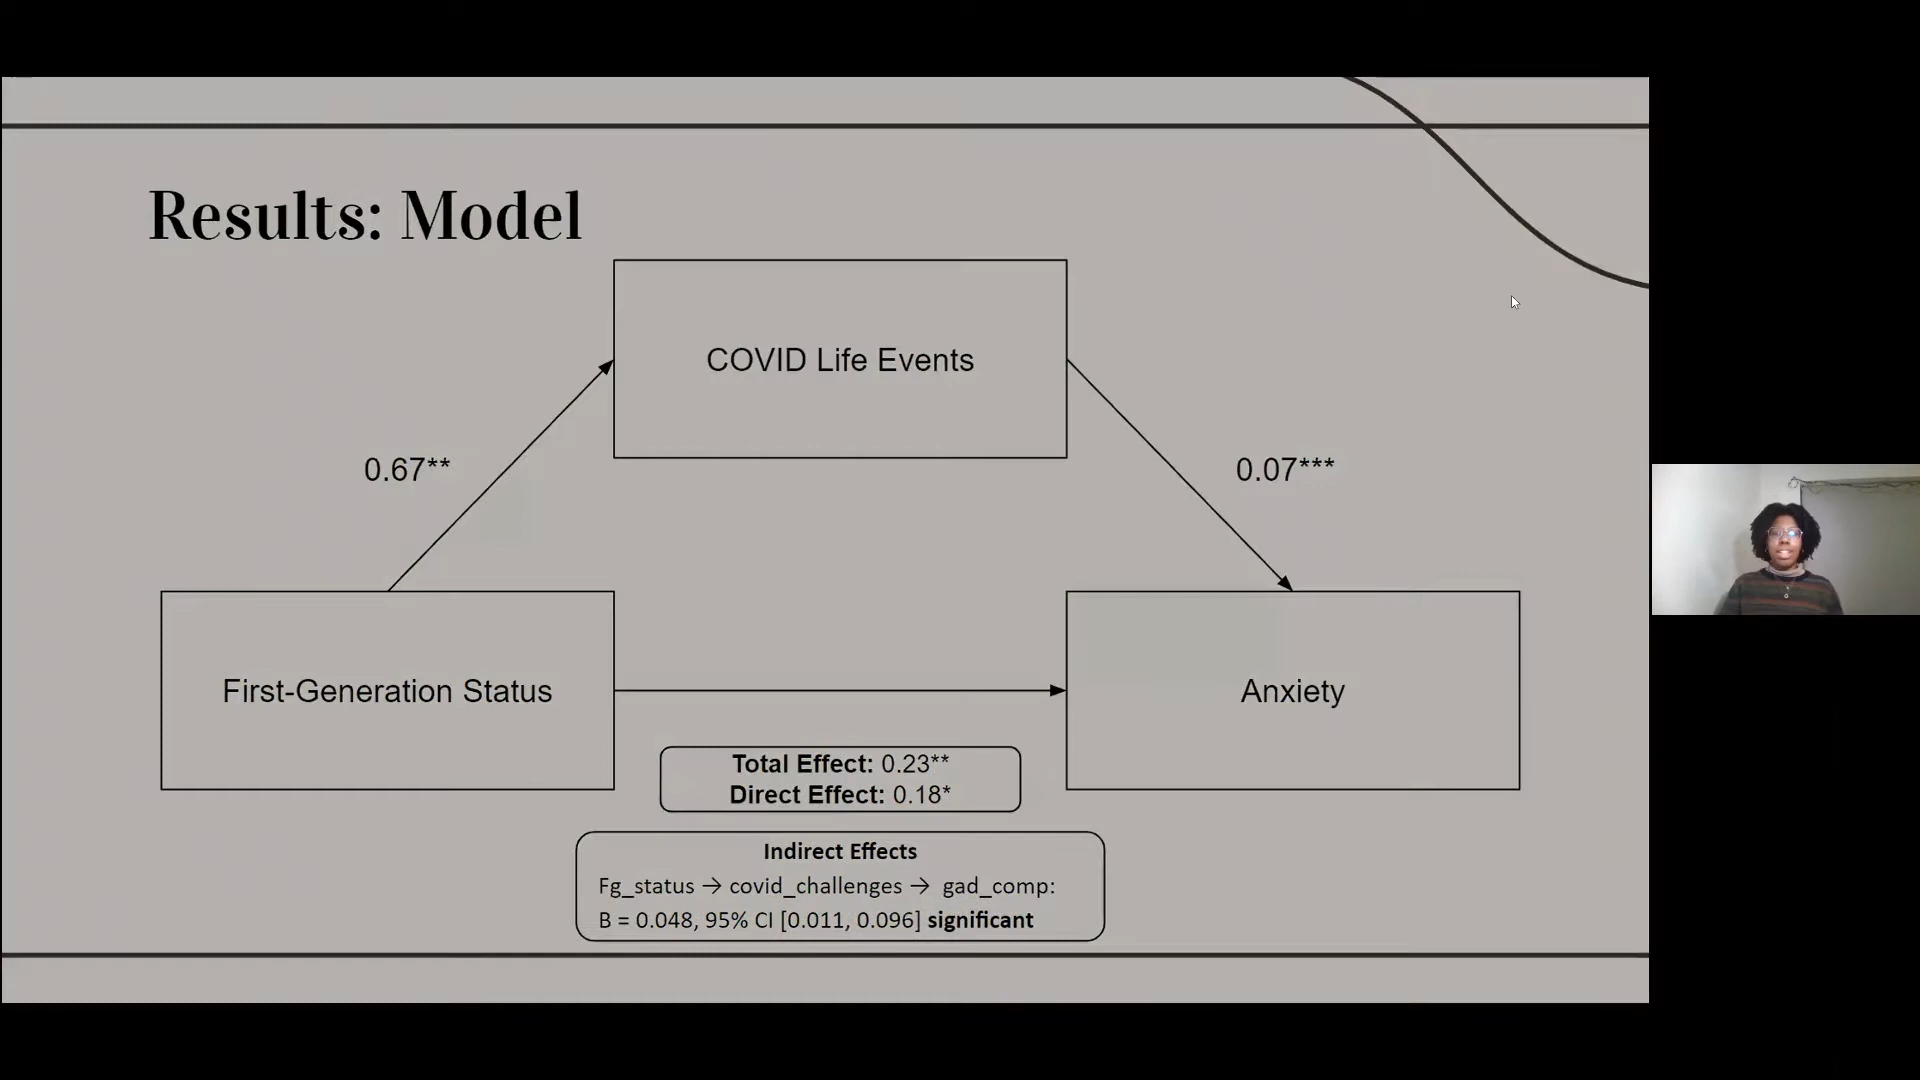 Results: Model
COVID Life Events
0.67**
0.07***
First-Generation Status
Anxiety
Total Effect: 0.23**
Direct Effect: 0.18*
Indirect Effects
Fg_status → covid_challenges → gad_comp:
B = 0.048, 95% CI [0.011, 0.096] significant